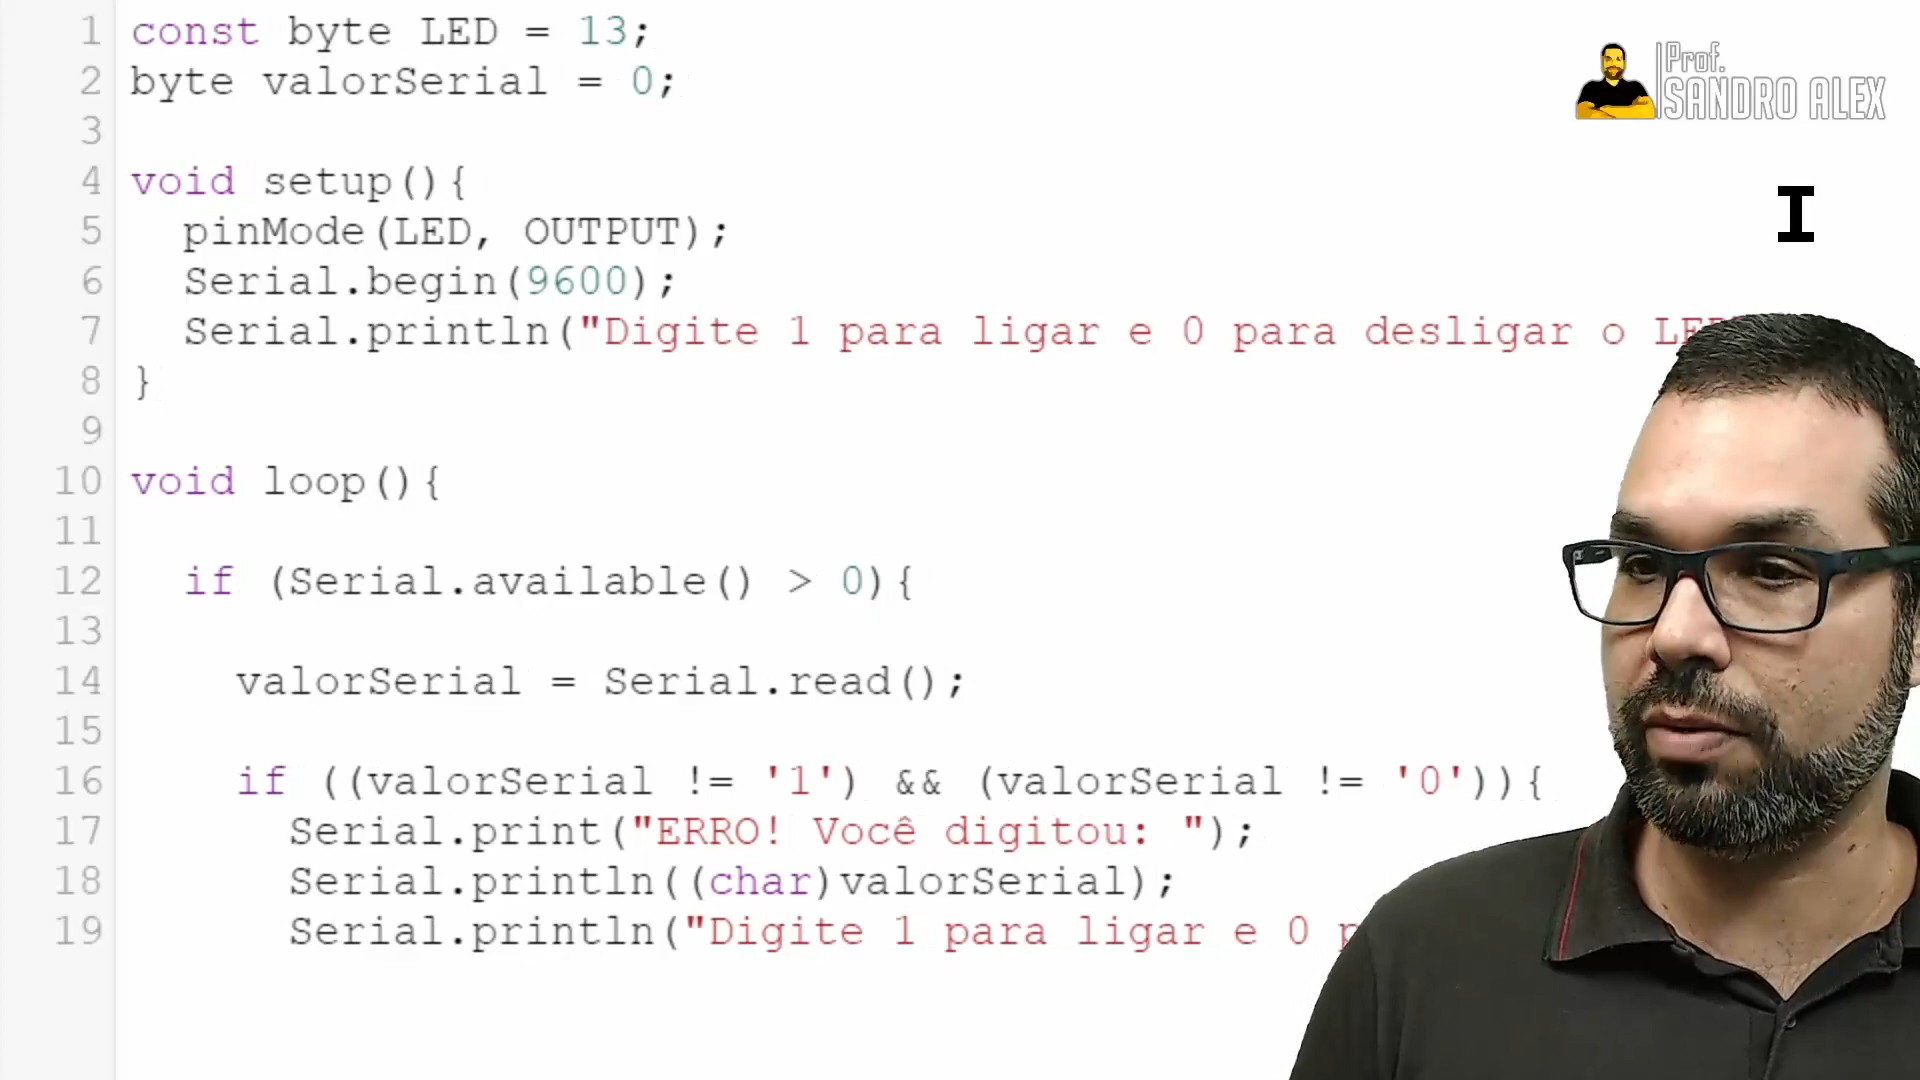 1 const byte LED = 13;
2 byte valorSerial = 0;
3
4 void setup(){
5 pinMode(LED, OUTPUT);
6 Serial.begin(9600);
7 Serial.println("Digite 1 para ligar e 0 para desligar o LED
8 }
9
10 void loop(){
11
12 if (Serial.available() > 0){
13
14 valorSerial = Serial.read();
15
16 if ((valorSerial != '1') && (valorSerial != '0')){
17 Serial.print("ERRO! Você digitou: ");
18 Serial.println((char)valorSerial);
19 Serial.println("Digite 1 para ligar e 0 p
Prof.
SANDRO ALEX